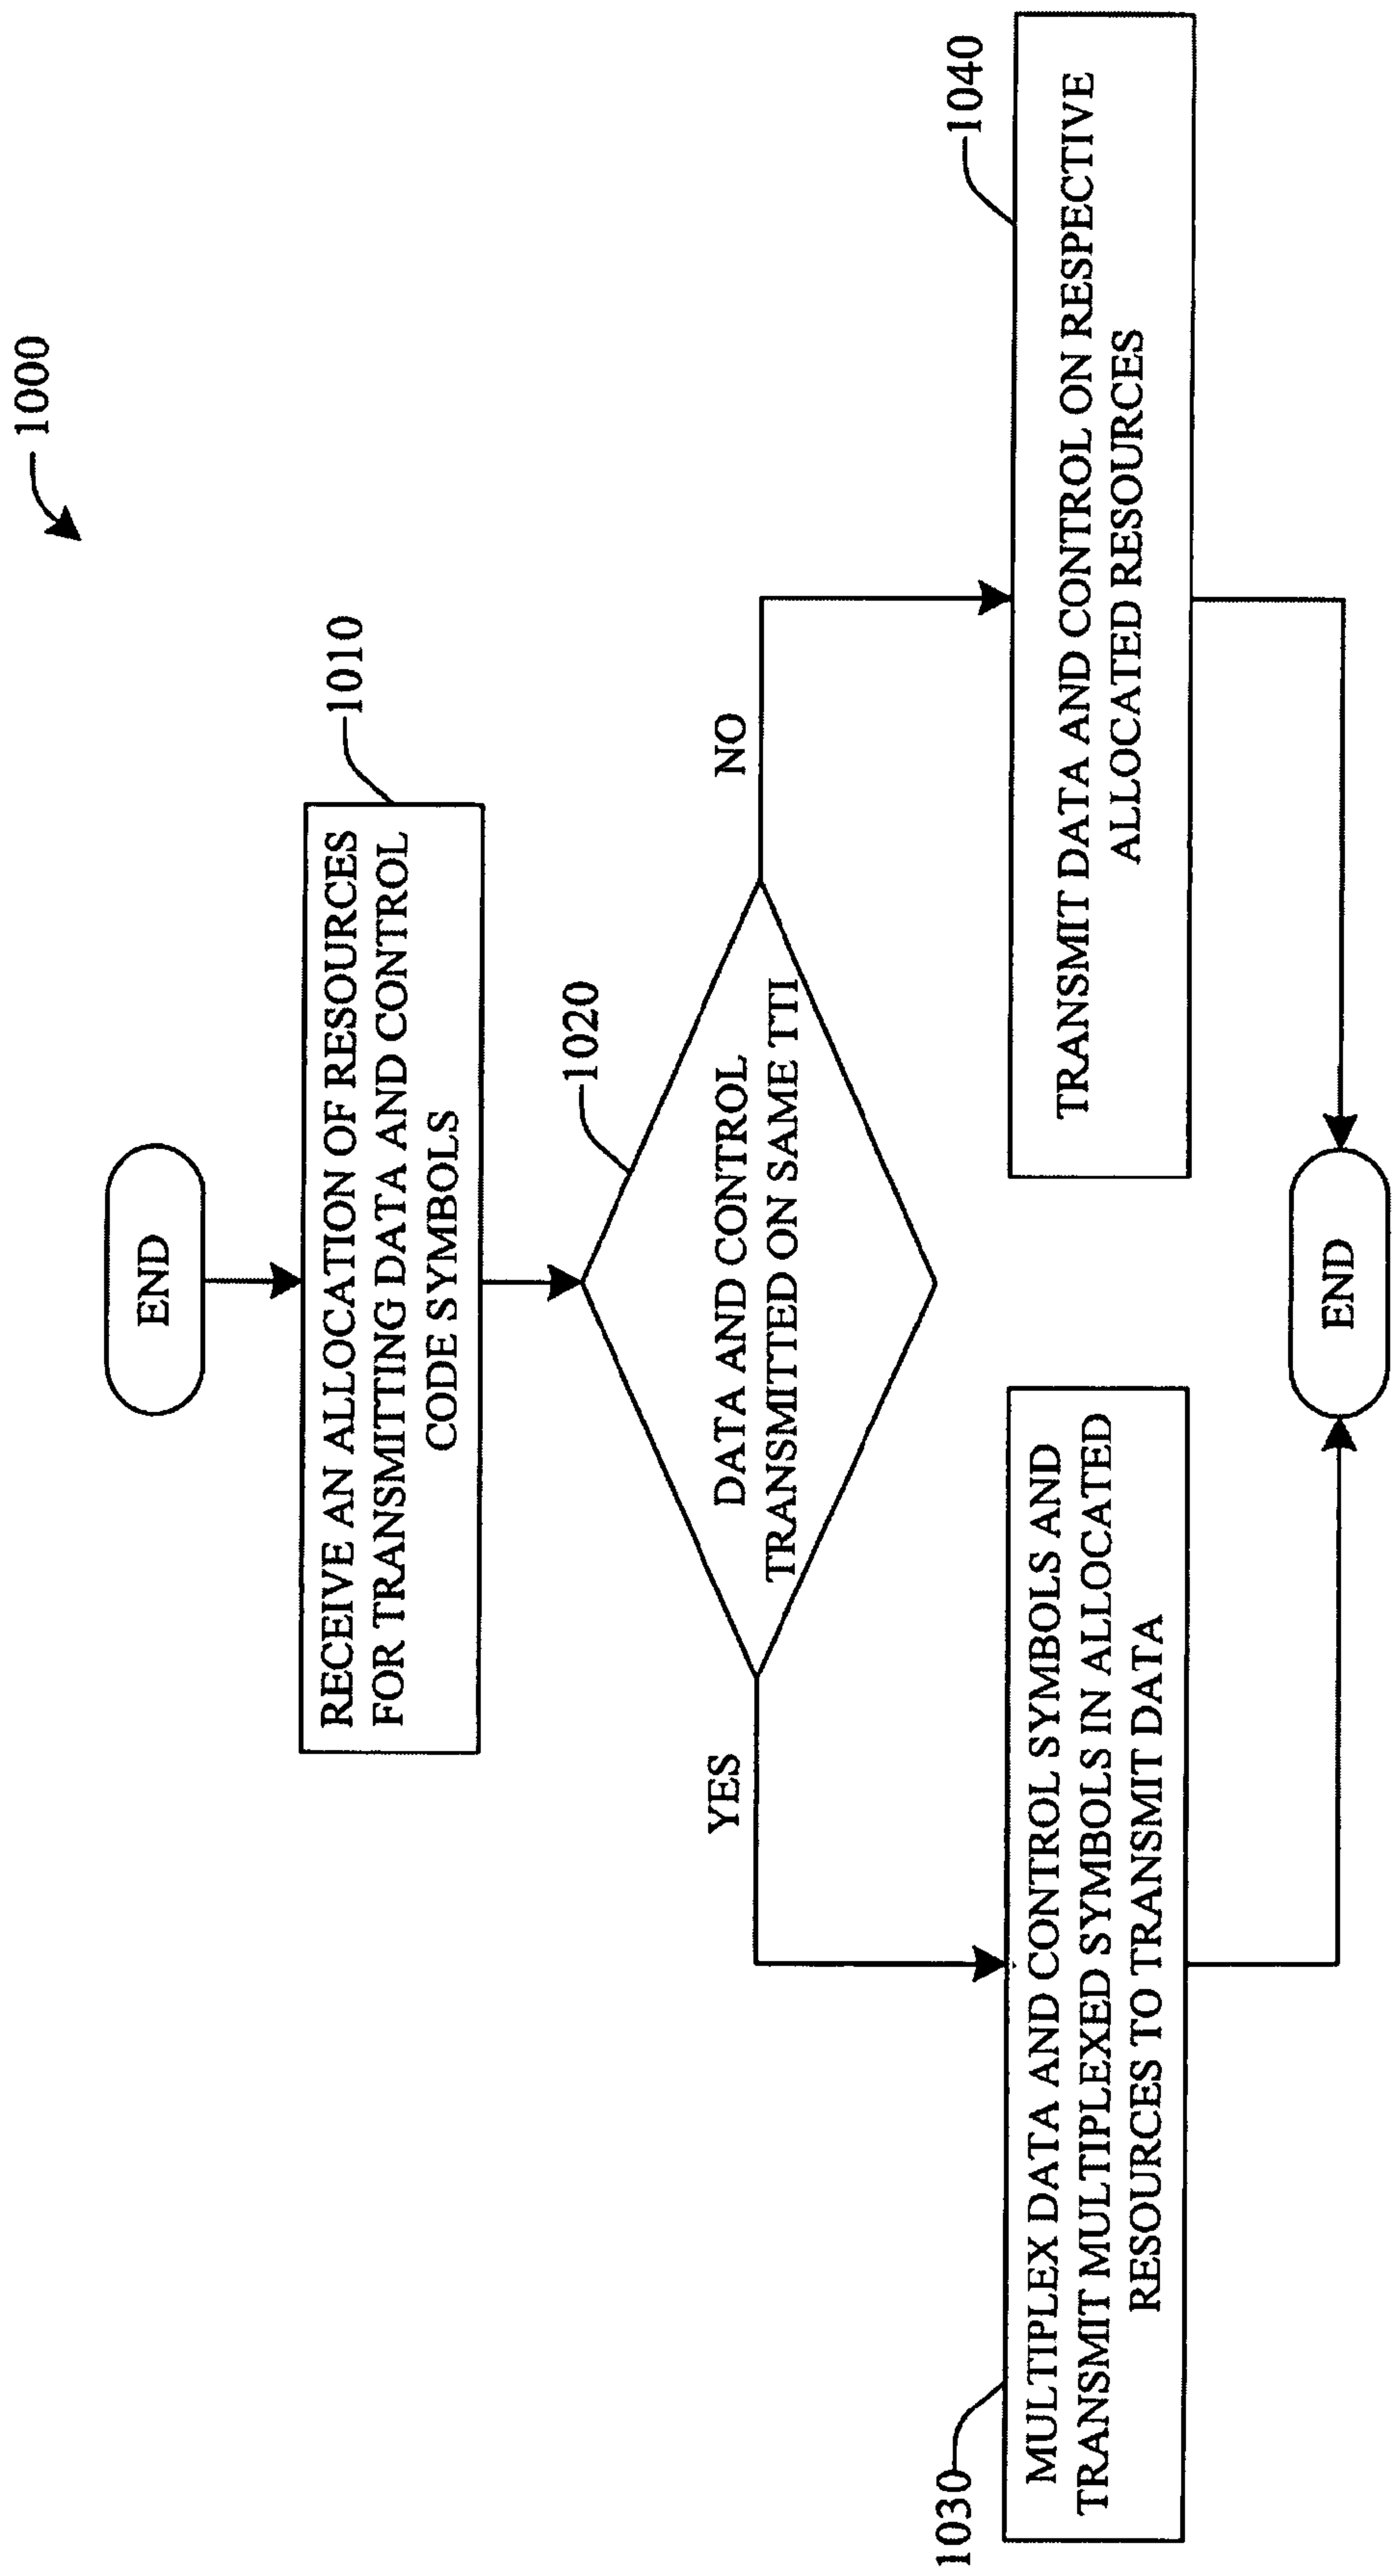 1000
END
RECEIVE AN ALLOCATION OF RESOURCES
FOR TRANSMITTING DATA AND CONTROL
CODE SYMBOLS
1010
1020
DATA AND CONTROL
TRANSMITTED ON SAME TTI
YES
NO
1030
MULTIPLEX DATA AND CONTROL SYMBOLS AND
TRANSMIT MULTIPLEXED SYMBOLS IN ALLOCATED
RESOURCES TO TRANSMIT DATA
1040
TRANSMIT DATA AND CONTROL ON RESPECTIVE
ALLOCATED RESOURCES
END